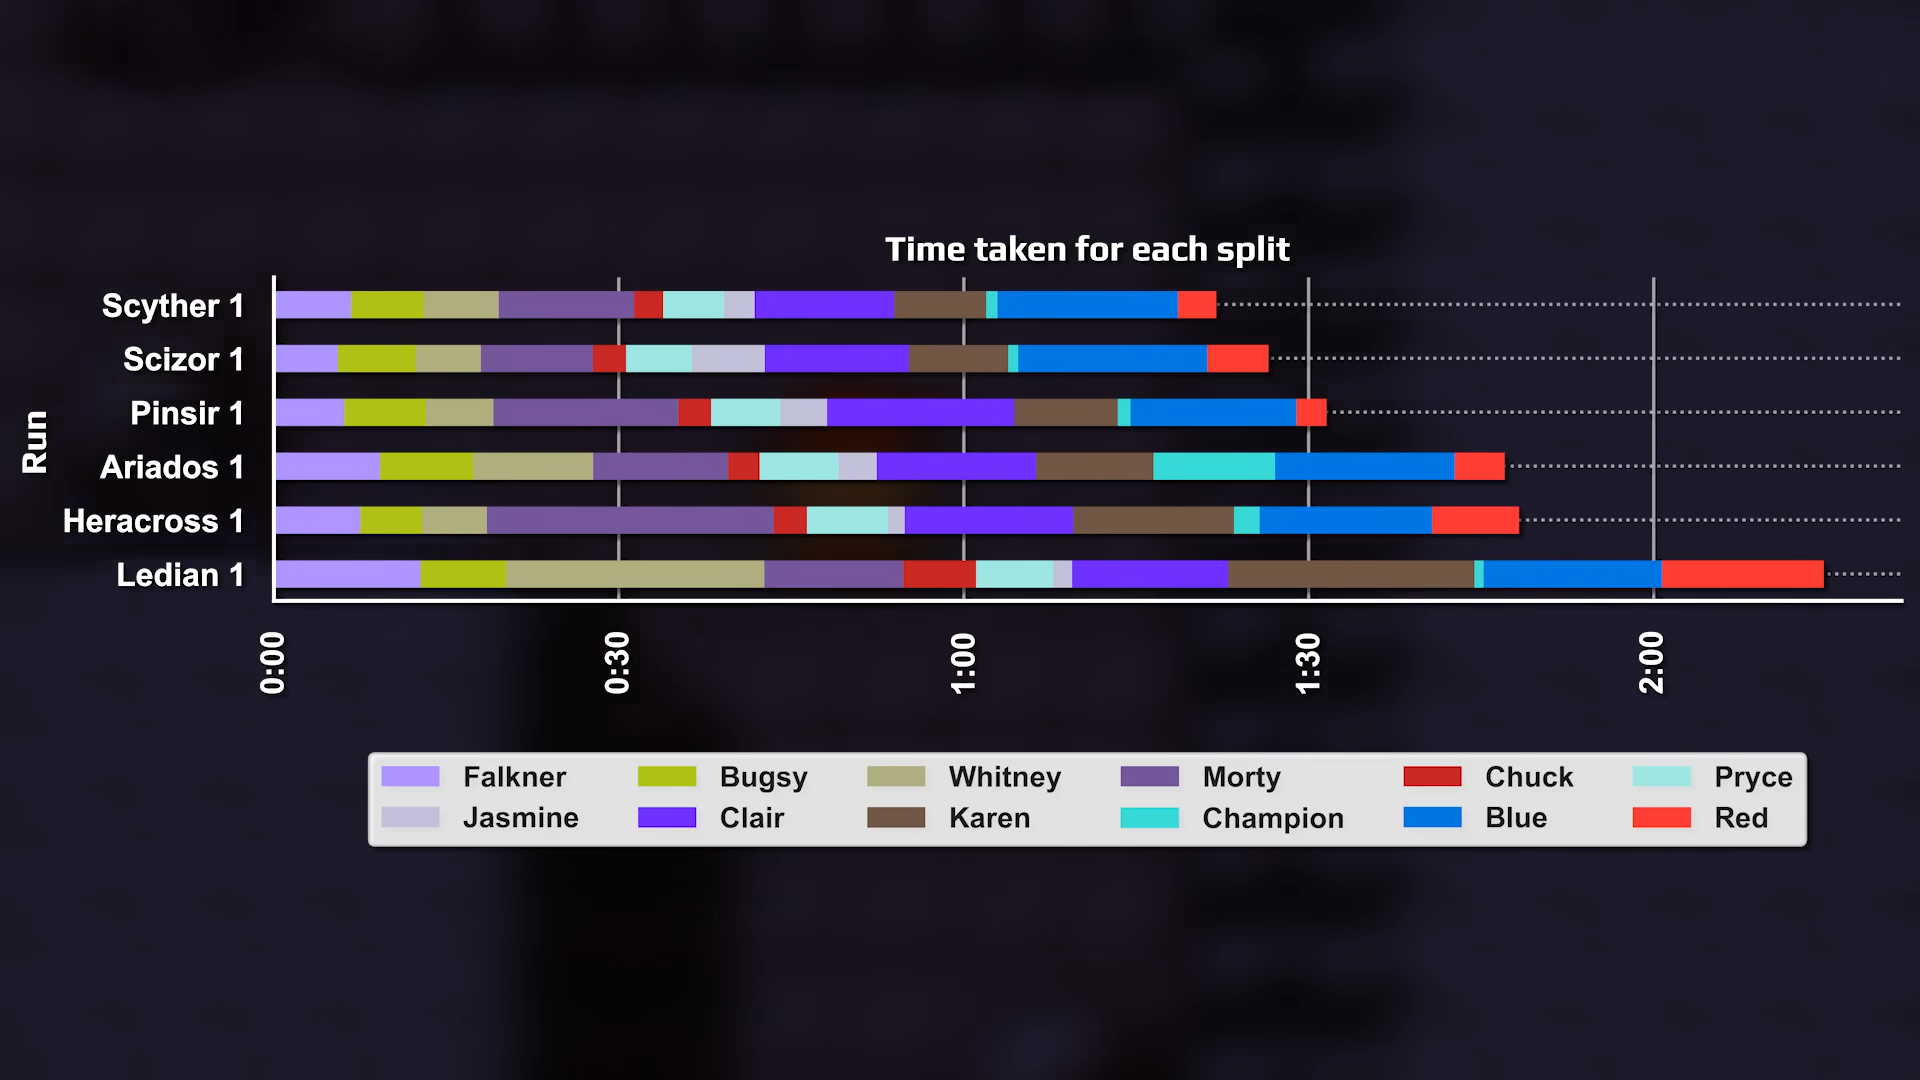 Time taken for each split
Run
Scyther 1
Scizor 1
Pinsir 1
Ariados 1
Heracross 1
Ledian 1
0:00 0:30 1:00 1:30 2:00
Falkner Bugsy Whitney Morty Chuck Pryce
Jasmine Clair Karen Champion Blue Red